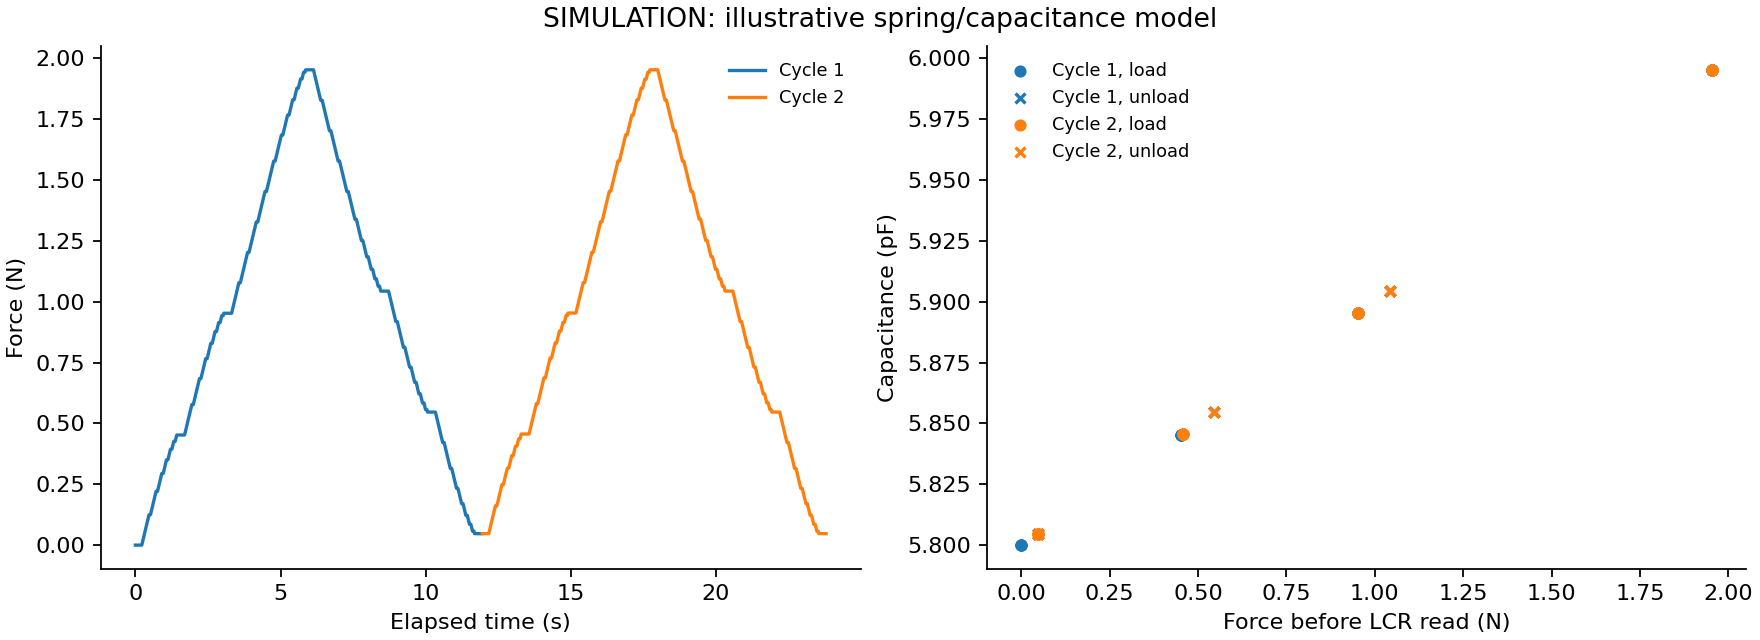 SIMULATION: illustrative spring/capacitance model
2.00
1.75
1.50
1.25
1.00
0.75
0.50
0.25
0.00
Force (N)
Cycle 1
Cycle 2
0
5
10
15
20
Elapsed time (s)
6.000
5.975
5.950
5.925
5.900
5.875
5.850
5.825
5.800
Capacitance (pF)
Cycle 1, load
Cycle 1, unload
Cycle 2, load
Cycle 2, unload
0.00
0.25
0.50
0.75
1.00
1.25
1.50
1.75
2.00
Force before LCR read (N)